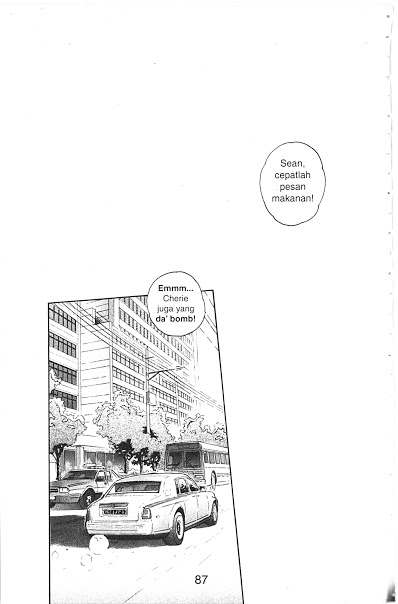 Sean,
cepatlah
pesan
makanan!
Emmm...
Cherie
juga yang
da' bomb!
87